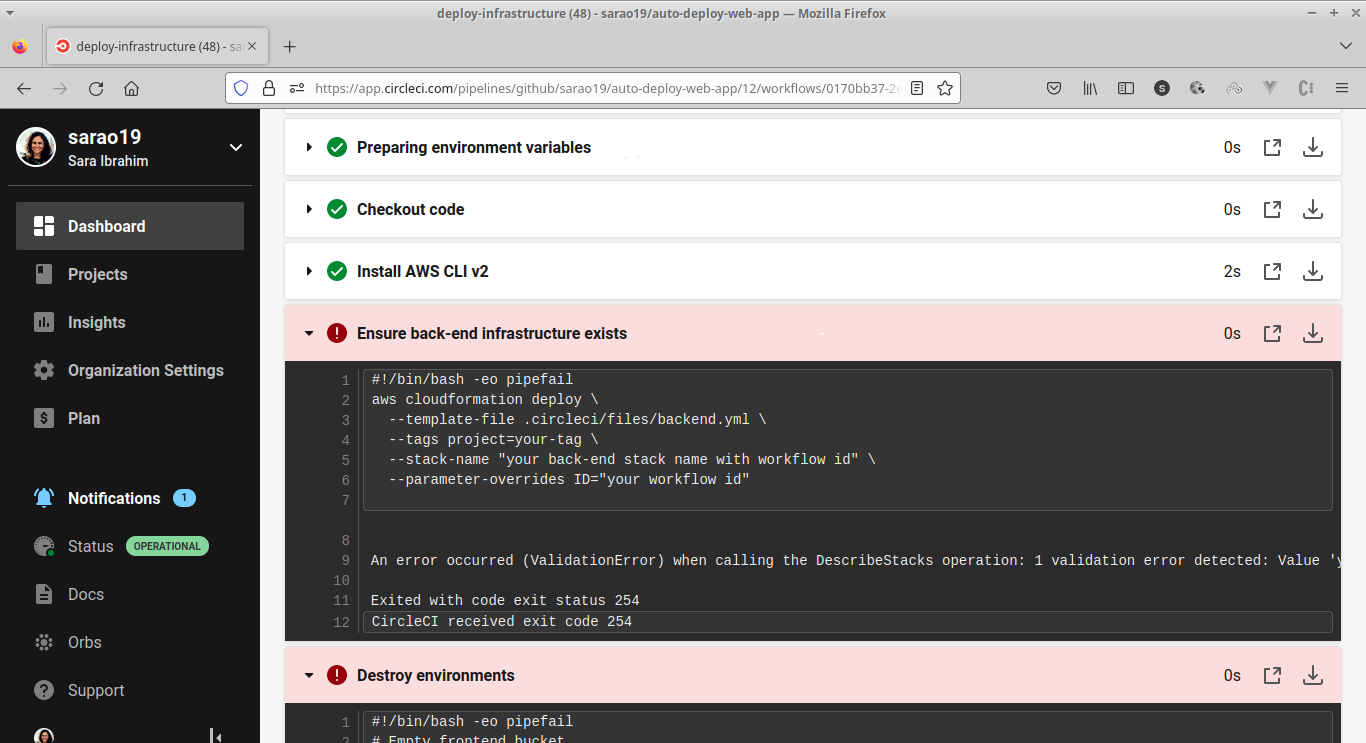 deploy-infrastructure (48) - sarao19/auto-deploy-web-app — Mozilla Firefox
deploy-infrastructure (48) - sa
https://app.circleci.com/pipelines/github/sarao19/auto-deploy-web-app/12/workflows/0170bb37-2e
S
sarao19
Sara Ibrahim
Dashboard
Projects
Insights
Organization Settings
$ Plan
Notifications 1
Status OPERATIONAL
Docs
Orbs
? Support
Preparing environment variables 0s
Checkout code 0s
Install AWS CLI v2 2s
! Ensure back-end infrastructure exists 0s
1 #!/bin/bash -eo pipefail
2 aws cloudformation deploy \
3 --template-file .circleci/files/backend.yml \
4 --tags project=your-tag \
5 --stack-name "your back-end stack name with workflow id" \
6 --parameter-overrides ID="your workflow id"
7
8
9 An error occurred (ValidationError) when calling the DescribeStacks operation: 1 validation error detected: Value 'y
10
11 Exited with code exit status 254
12 CircleCI received exit code 254
! Destroy environments 0s
1 #!/bin/bash -eo pipefail
2 # Empty frontend bucket